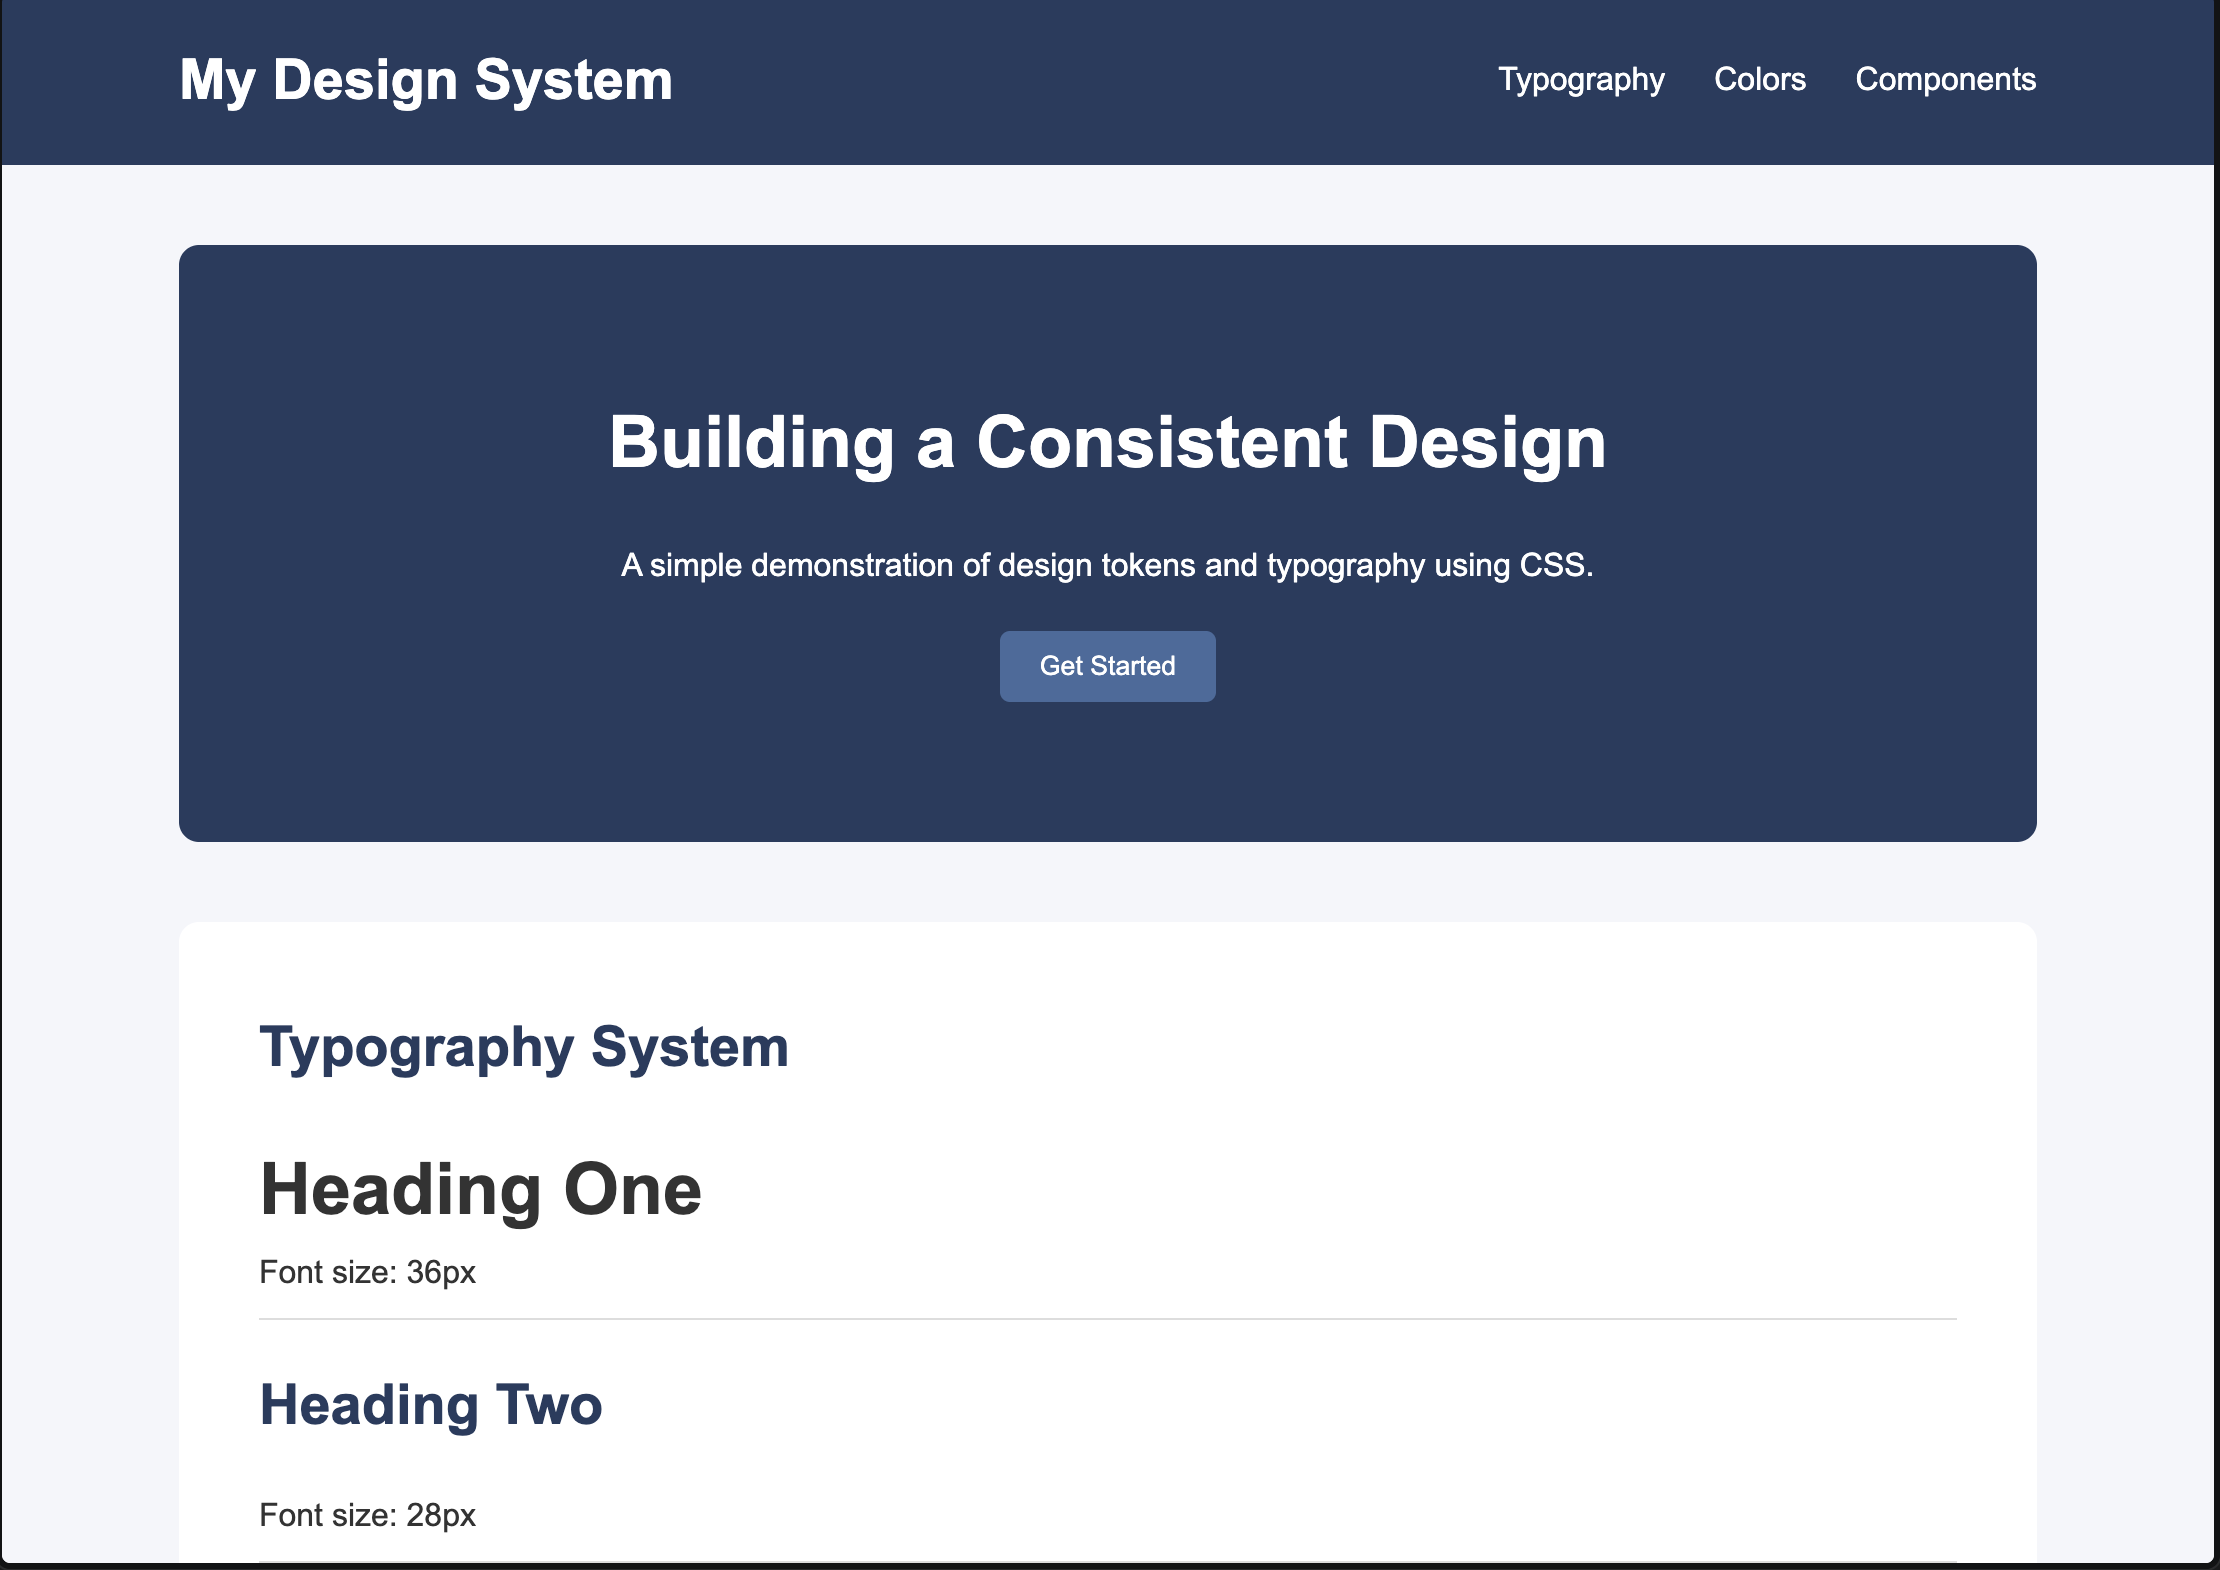 My Design System
Typography Colors Components
Building a Consistent Design
A simple demonstration of design tokens and typography using CSS.
Get Started
Typography System
Heading One
Font size: 36px
Heading Two
Font size: 28px